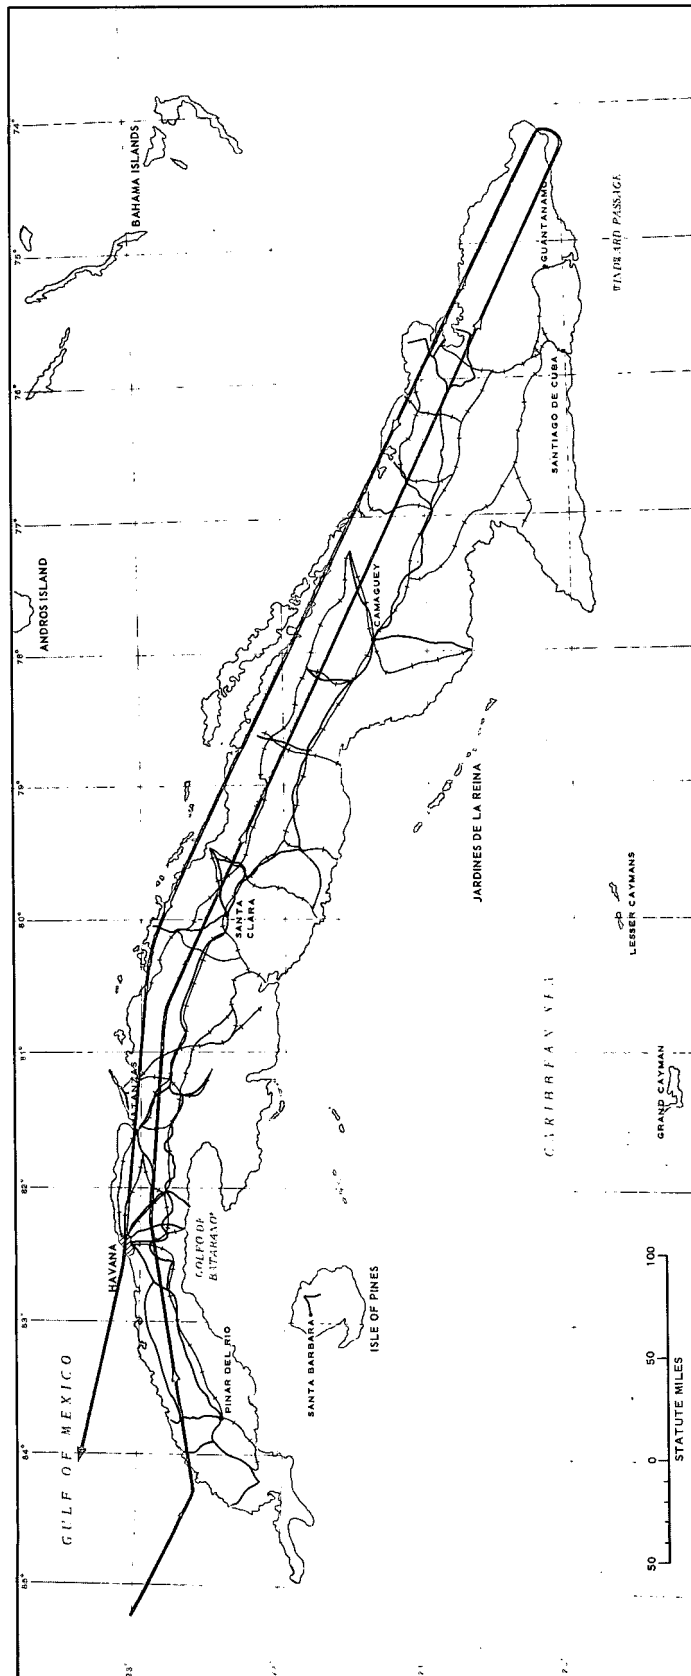 GULF OF MEXICO
HAVANA
ANDROS ISLAND
BAHAMA ISLANDS
PINAR DEL RIO
GOLFO DE
BATABANO
SANTA
CLARA
CAMAGUEY
GUANTANAMO
SANTIAGO DE CUBA
WINDWARD PASSAGE
SANTA BARBARA
ISLE OF PINES
JARDINES DE LA REINA
CARIBBEAN SEA
GRAND CAYMAN
LESSER CAYMANS
85°
84°
83°
82°
81°
80°
79°
78°
77°
76°
75°
74°
50 0 50 100
STATUTE MILES